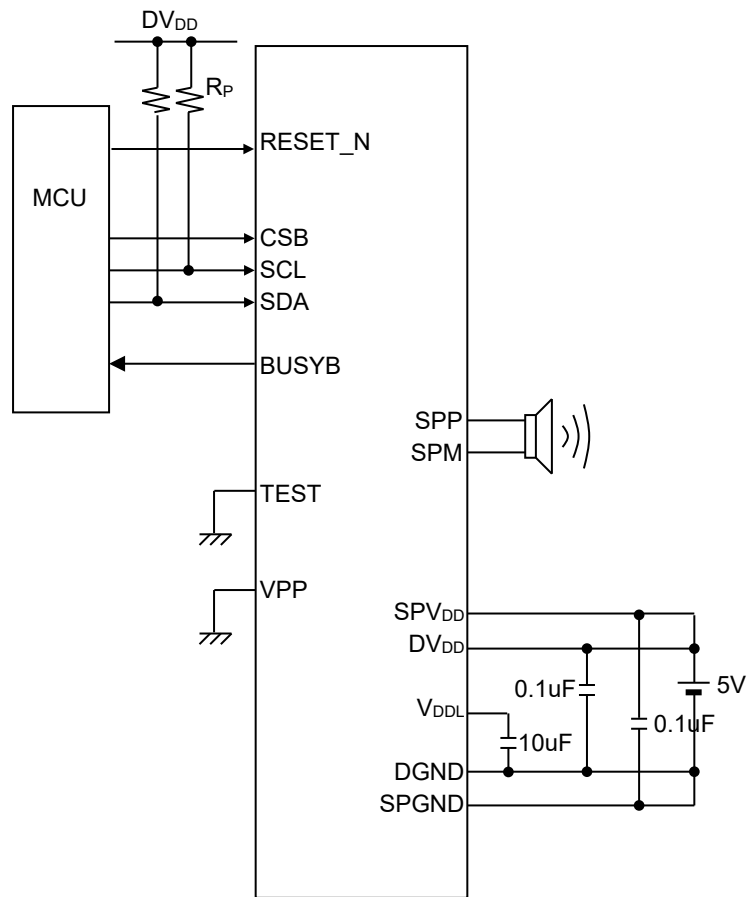 DVDD
RP
MCU
RESET_N
CSB
SCL
SDA
BUSYB
SPP
SPM
TEST
VPP
SPVDD
DVDD
0.1uF
5V
VDDL
0.1uF
10uF
DGND
SPGND